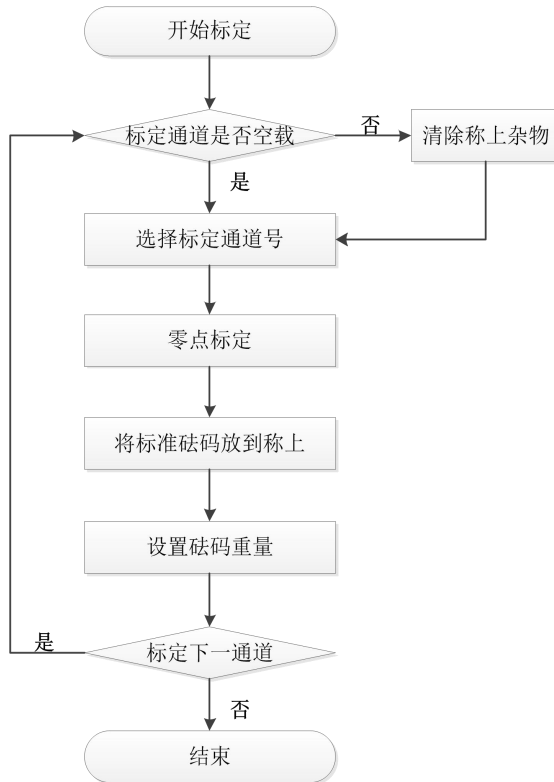 开始标定
标定通道是否空载
否
清除称上杂物
是
选择标定通道号
零点标定
将标准砝码放到称上
设置砝码重量
是
标定下一通道
否
结束